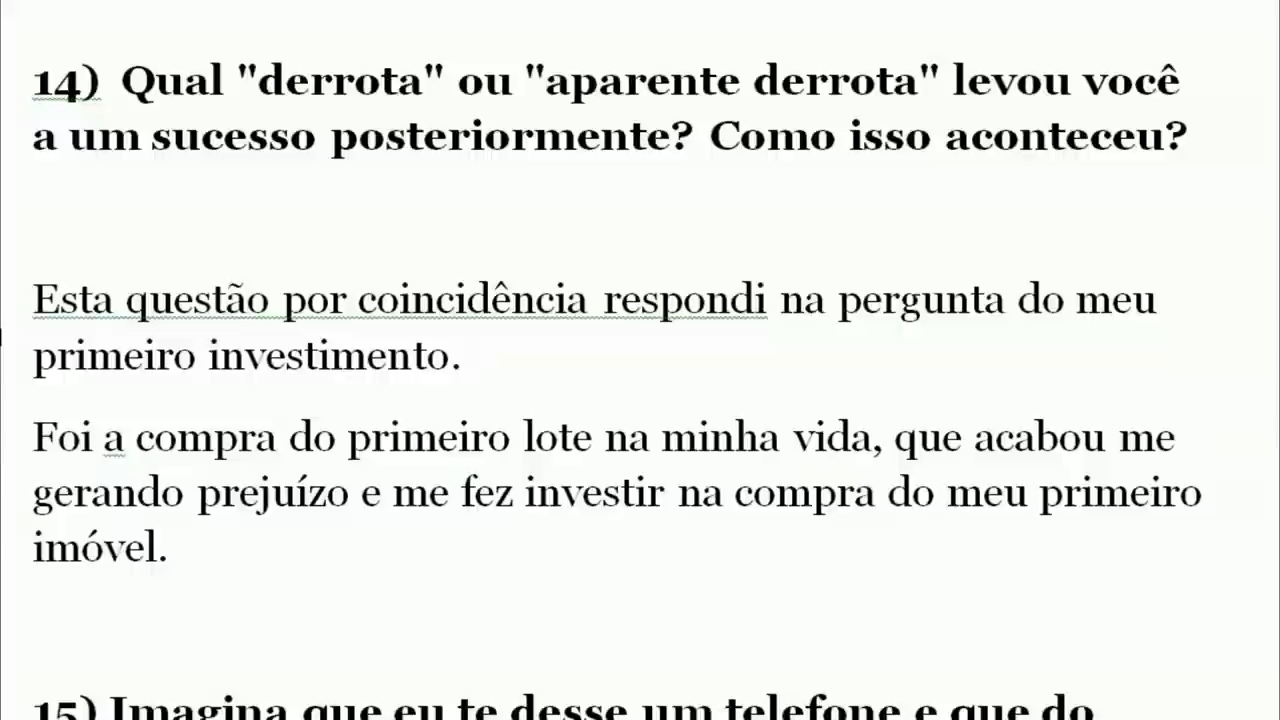 14) Qual "derrota" ou "aparente derrota" levou você
a um sucesso posteriormente? Como isso aconteceu?
Esta questão por coincidência respondi na pergunta do meu
primeiro investimento.
Foi a compra do primeiro lote na minha vida, que acabou me
gerando prejuízo e me fez investir na compra do meu primeiro
imóvel.
15) Imagina que eu te desse um telefone e que do